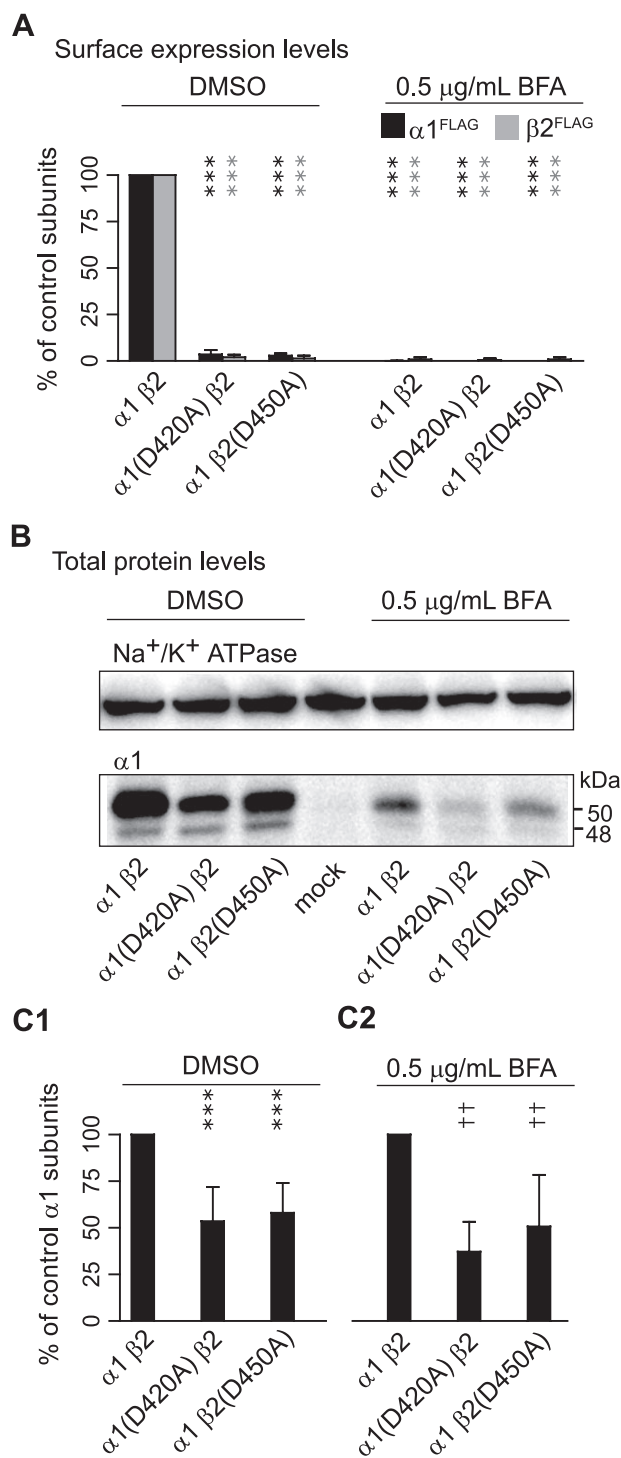 A
Surface expression levels
DMSO
0.5 μg/mL BFA
α1FLAG β2FLAG
*** *** *** *** *** *** *** *** *** ***
% of control subunits
100
75
50
25
0
α1 β2
α1(D420A) β2
α1 β2(D450A)
α1 β2
α1(D420A) β2
α1 β2(D450A)
B
Total protein levels
DMSO
0.5 μg/mL BFA
Na+/K+ ATPase
α1
kDa
50
48
α1 β2
α1(D420A) β2
α1 β2(D450A)
mock
α1 β2
α1(D420A) β2
α1 β2(D450A)
C1
DMSO
*** ***
% of control α1 subunits
100
75
50
25
0
α1 β2
α1(D420A) β2
α1 β2(D450A)
C2
0.5 μg/mL BFA
†† ††
α1 β2
α1(D420A) β2
α1 β2(D450A)